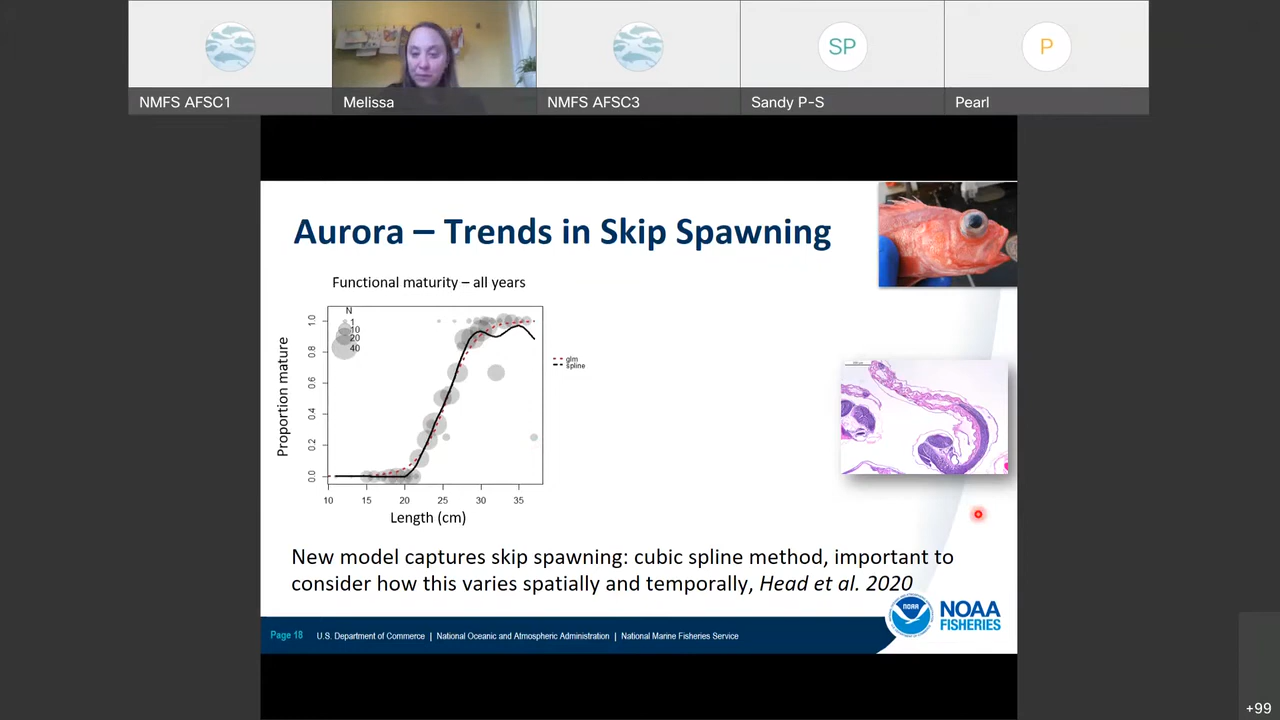 SP
P
NMFS AFSC1
Melissa
NMFS AFSC3
Sandy P-S
Pearl
Aurora – Trends in Skip Spawning
Functional maturity – all years
N
1
10
20
40
Proportion mature
1.0
0.8
0.6
0.4
0.2
0.0
glm
spline
10 15 20 25 30 35
Length (cm)
New model captures skip spawning: cubic spline method, important to
consider how this varies spatially and temporally, Head et al. 2020
NOAA
NOAA
FISHERIES
Page 18 U.S. Department of Commerce | National Oceanic and Atmospheric Administration | National Marine Fisheries Service
+99